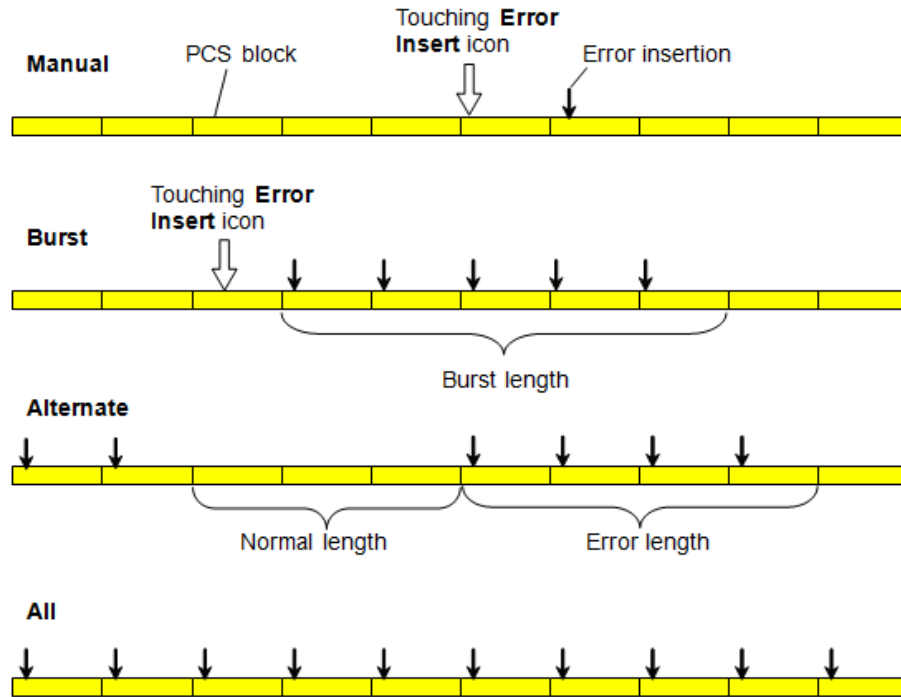 Touching Error
Insert icon
Manual
PCS block
Error insertion
Touching Error
Insert icon
Burst
Burst length
Alternate
Normal length
Error length
All